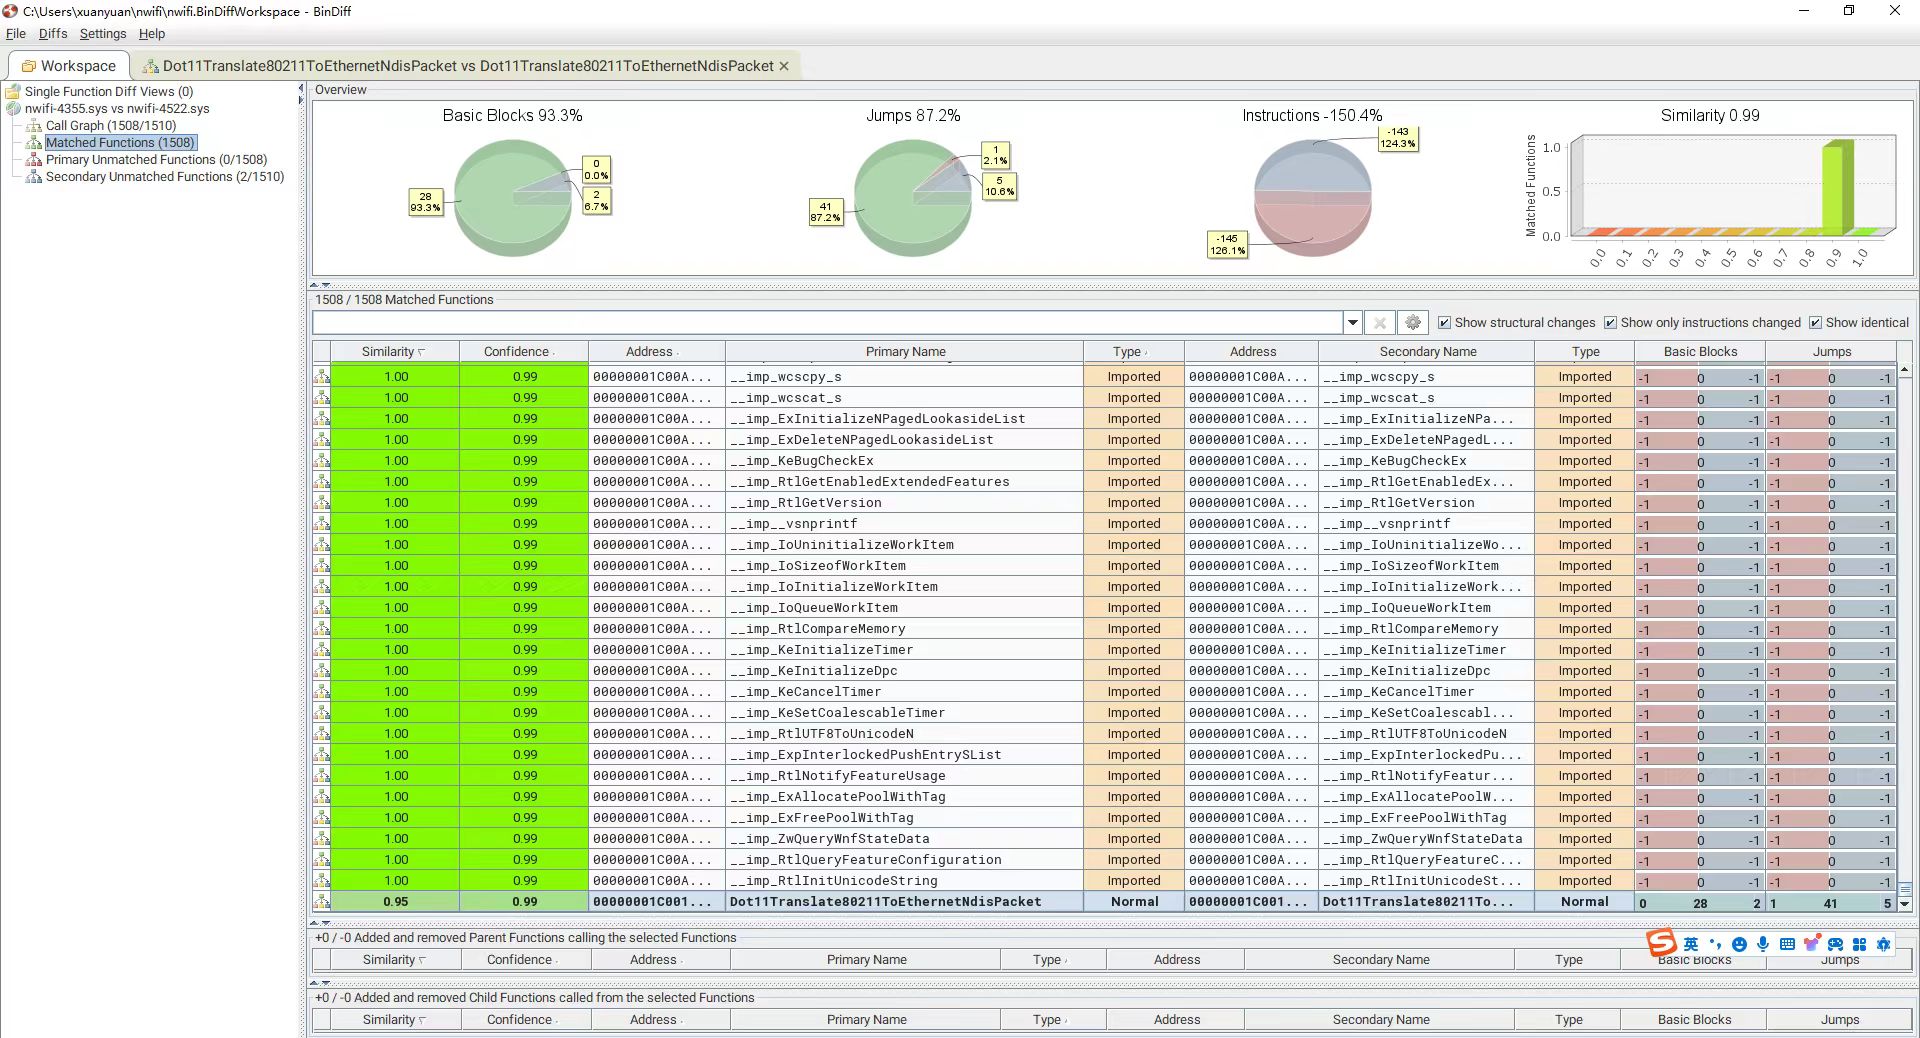 C:\Users\xuanyuan\nwifi\nwifi.BinDiffWorkspace - BinDiff
File Diffs Settings Help
Workspace Dot11Translate80211ToEthernetNdisPacket vs Dot11Translate80211ToEthernetNdisPacket
Single Function Diff Views (0)
nwifi-4355.sys vs nwifi-4522.sys
Call Graph (1508/1510)
Matched Functions (1508)
Primary Unmatched Functions (0/1508)
Secondary Unmatched Functions (2/1510)
Overview
Basic Blocks 93.3%
0
0.0%
28
93.3%
2
6.7%
Jumps 87.2%
1
2.1%
5
10.6%
41
87.2%
Instructions -150.4%
-143
124.3%
-145
126.1%
Similarity 0.99
Matched Functions
1.0
0.5
0.0
0.0 0.1 0.2 0.3 0.4 0.5 0.6 0.7 0.8 0.9 1.0
1508 / 1508 Matched Functions
Show structural changes Show only instructions changed Show identical
Similarity Confidence Address Primary Name Type Address Secondary Name Type Basic Blocks Jumps
1.00 0.99 00000001C00A... __imp_wcscpy_s Imported 00000001C00A... __imp_wcscpy_s Imported -1 0 -1 -1 0 -1
1.00 0.99 00000001C00A... __imp_wcscat_s Imported 00000001C00A... __imp_wcscat_s Imported -1 0 -1 -1 0 -1
1.00 0.99 00000001C00A... __imp_ExInitializeNPagedLookasideList Imported 00000001C00A... __imp_ExInitializeNPa... Imported -1 0 -1 -1 0 -1
1.00 0.99 00000001C00A... __imp_ExDeleteNPagedLookasideList Imported 00000001C00A... __imp_ExDeleteNPagedL... Imported -1 0 -1 -1 0 -1
1.00 0.99 00000001C00A... __imp_KeBugCheckEx Imported 00000001C00A... __imp_KeBugCheckEx Imported -1 0 -1 -1 0 -1
1.00 0.99 00000001C00A... __imp_RtlGetEnabledExtendedFeatures Imported 00000001C00A... __imp_RtlGetEnabledEx... Imported -1 0 -1 -1 0 -1
1.00 0.99 00000001C00A... __imp_RtlGetVersion Imported 00000001C00A... __imp_RtlGetVersion Imported -1 0 -1 -1 0 -1
1.00 0.99 00000001C00A... __imp__vsnprintf Imported 00000001C00A... __imp__vsnprintf Imported -1 0 -1 -1 0 -1
1.00 0.99 00000001C00A... __imp_IoUninitializeWorkItem Imported 00000001C00A... __imp_IoUninitializeWo... Imported -1 0 -1 -1 0 -1
1.00 0.99 00000001C00A... __imp_IoSizeofWorkItem Imported 00000001C00A... __imp_IoSizeofWorkItem Imported -1 0 -1 -1 0 -1
1.00 0.99 00000001C00A... __imp_IoInitializeWorkItem Imported 00000001C00A... __imp_IoInitializeWork... Imported -1 0 -1 -1 0 -1
1.00 0.99 00000001C00A... __imp_IoQueueWorkItem Imported 00000001C00A... __imp_IoQueueWorkItem Imported -1 0 -1 -1 0 -1
1.00 0.99 00000001C00A... __imp_RtlCompareMemory Imported 00000001C00A... __imp_RtlCompareMemory Imported -1 0 -1 -1 0 -1
1.00 0.99 00000001C00A... __imp_KeInitializeTimer Imported 00000001C00A... __imp_KeInitializeTimer Imported -1 0 -1 -1 0 -1
1.00 0.99 00000001C00A... __imp_KeInitializeDpc Imported 00000001C00A... __imp_KeInitializeDpc Imported -1 0 -1 -1 0 -1
1.00 0.99 00000001C00A... __imp_KeCancelTimer Imported 00000001C00A... __imp_KeCancelTimer Imported -1 0 -1 -1 0 -1
1.00 0.99 00000001C00A... __imp_KeSetCoalescableTimer Imported 00000001C00A... __imp_KeSetCoalescabl... Imported -1 0 -1 -1 0 -1
1.00 0.99 00000001C00A... __imp_RtlUTF8ToUnicodeN Imported 00000001C00A... __imp_RtlUTF8ToUnicodeN Imported -1 0 -1 -1 0 -1
1.00 0.99 00000001C00A... __imp_ExpInterlockedPushEntrySList Imported 00000001C00A... __imp_ExpInterlockedPu... Imported -1 0 -1 -1 0 -1
1.00 0.99 00000001C00A... __imp_RtlNotifyFeatureUsage Imported 00000001C00A... __imp_RtlNotifyFeatur... Imported -1 0 -1 -1 0 -1
1.00 0.99 00000001C00A... __imp_ExAllocatePoolWithTag Imported 00000001C00A... __imp_ExAllocatePoolW... Imported -1 0 -1 -1 0 -1
1.00 0.99 00000001C00A... __imp_ExFreePoolWithTag Imported 00000001C00A... __imp_ExFreePoolWithTag Imported -1 0 -1 -1 0 -1
1.00 0.99 00000001C00A... __imp_ZwQueryWnfStateData Imported 00000001C00A... __imp_ZwQueryWnfStateData Imported -1 0 -1 -1 0 -1
1.00 0.99 00000001C00A... __imp_RtlQueryFeatureConfiguration Imported 00000001C00A... __imp_RtlQueryFeatureC... Imported -1 0 -1 -1 0 -1
1.00 0.99 00000001C00A... __imp_RtlInitUnicodeString Imported 00000001C00A... __imp_RtlInitUnicodeSt... Imported -1 0 -1 -1 0 -1
0.95 0.99 00000001C001... Dot11Translate80211ToEthernetNdisPacket Normal 00000001C001... Dot11Translate80211To... Normal 0 28 2 1 41 5
+0 / -0 Added and removed Parent Functions calling the selected Functions
英
Similarity Confidence Address Primary Name Type Address Secondary Name Type Basic Blocks Jumps
+0 / -0 Added and removed Child Functions called from the selected Functions
Similarity Confidence Address Primary Name Type Address Secondary Name Type Basic Blocks Jumps